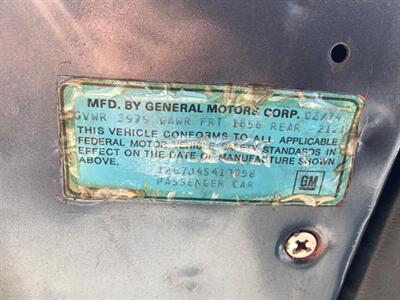 MFD. BY GENERAL MOTORS CORP. 02/74
GVWR 3979 GAWR FRT 1856 REAR 2121
THIS VEHICLE CONFORMS TO ALL APPLICABLE
FEDERAL MOTOR VEHICLE SAFETY STANDARDS IN
EFFECT ON THE DATE OF MANUFACTURE SHOWN
ABOVE.
PASSENGER CAR
GM